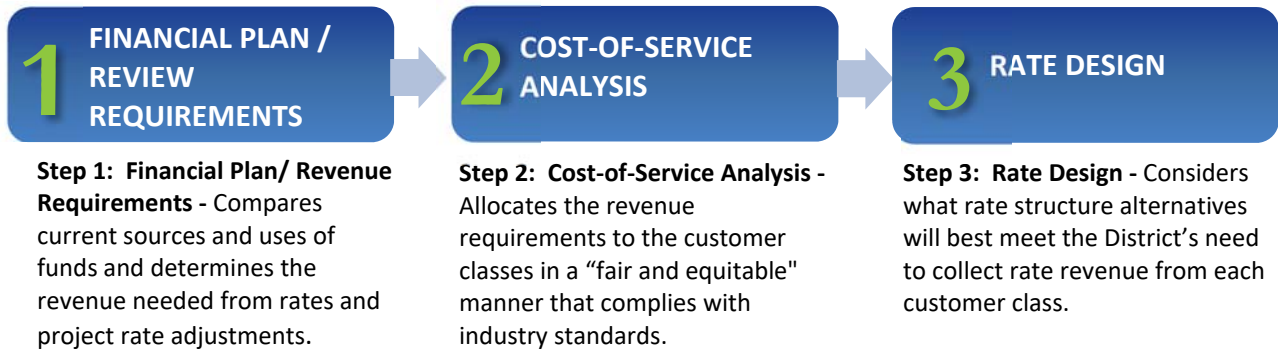 1
FINANCIAL PLAN /
REVIEW
REQUIREMENTS
2
COST-OF-SERVICE
ANALYSIS
3
RATE DESIGN
Step 1:  Financial Plan/ Revenue
Requirements - Compares
current sources and uses of
funds and determines the
revenue needed from rates and
project rate adjustments.
Step 2:  Cost-of-Service Analysis -
Allocates the revenue
requirements to the customer
classes in a “fair and equitable"
manner that complies with
industry standards.
Step 3:  Rate Design - Considers
what rate structure alternatives
will best meet the District’s need
to collect rate revenue from each
customer class.